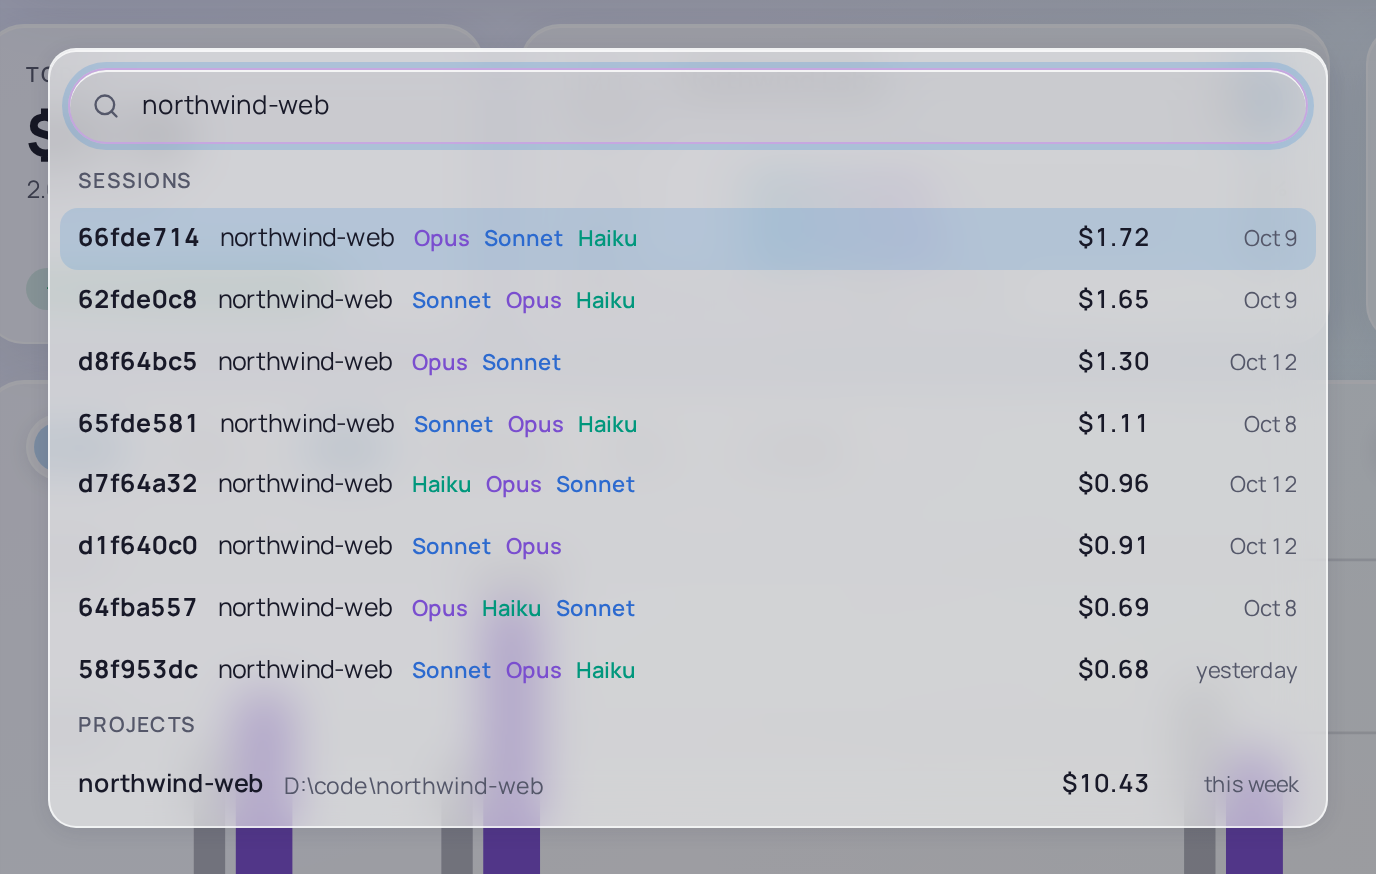 TO
$
2.
northwind-web
SESSIONS
66fde714 northwind-web Opus Sonnet Haiku $1.72 Oct 9
62fde0c8 northwind-web Sonnet Opus Haiku $1.65 Oct 9
d8f64bc5 northwind-web Opus Sonnet $1.30 Oct 12
65fde581 northwind-web Sonnet Opus Haiku $1.11 Oct 8
d7f64a32 northwind-web Haiku Opus Sonnet $0.96 Oct 12
d1f640c0 northwind-web Sonnet Opus $0.91 Oct 12
64fba557 northwind-web Opus Haiku Sonnet $0.69 Oct 8
58f953dc northwind-web Sonnet Opus Haiku $0.68 yesterday
PROJECTS
northwind-web D:\code\northwind-web $10.43 this week